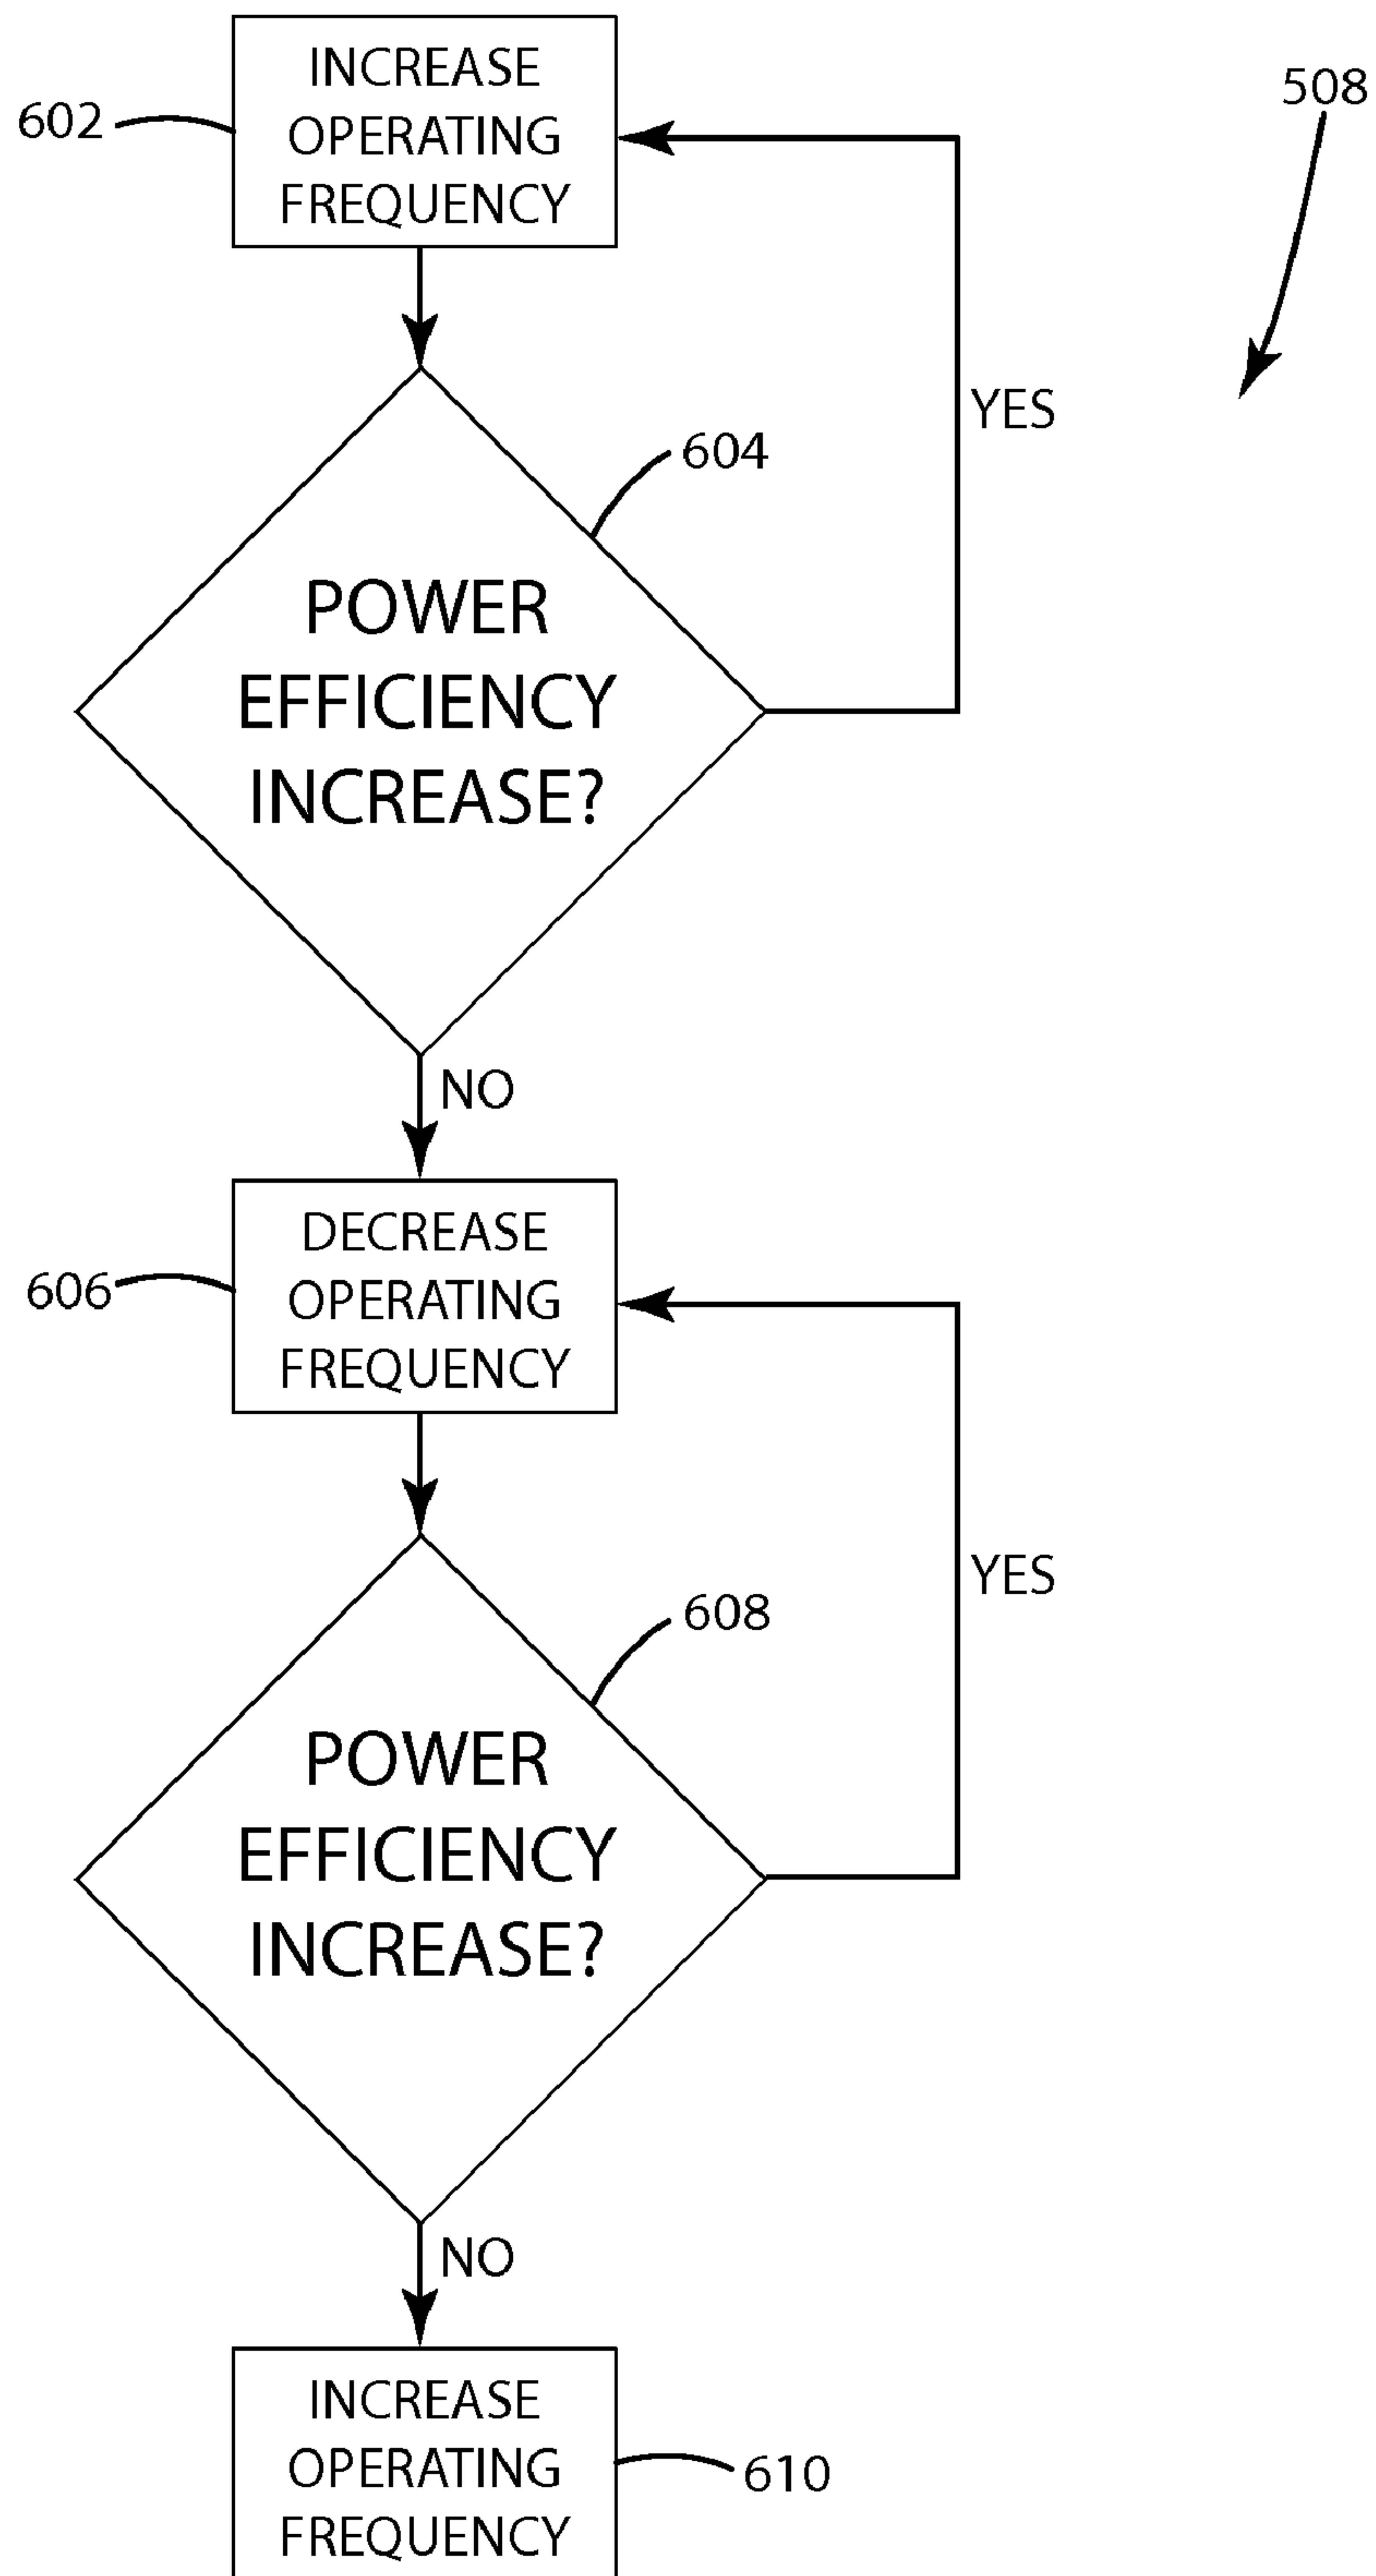 INCREASE
OPERATING
FREQUENCY
602
508
YES
604
POWER
EFFICIENCY
INCREASE?
NO
DECREASE
OPERATING
FREQUENCY
606
YES
608
POWER
EFFICIENCY
INCREASE?
NO
INCREASE
OPERATING
FREQUENCY
610